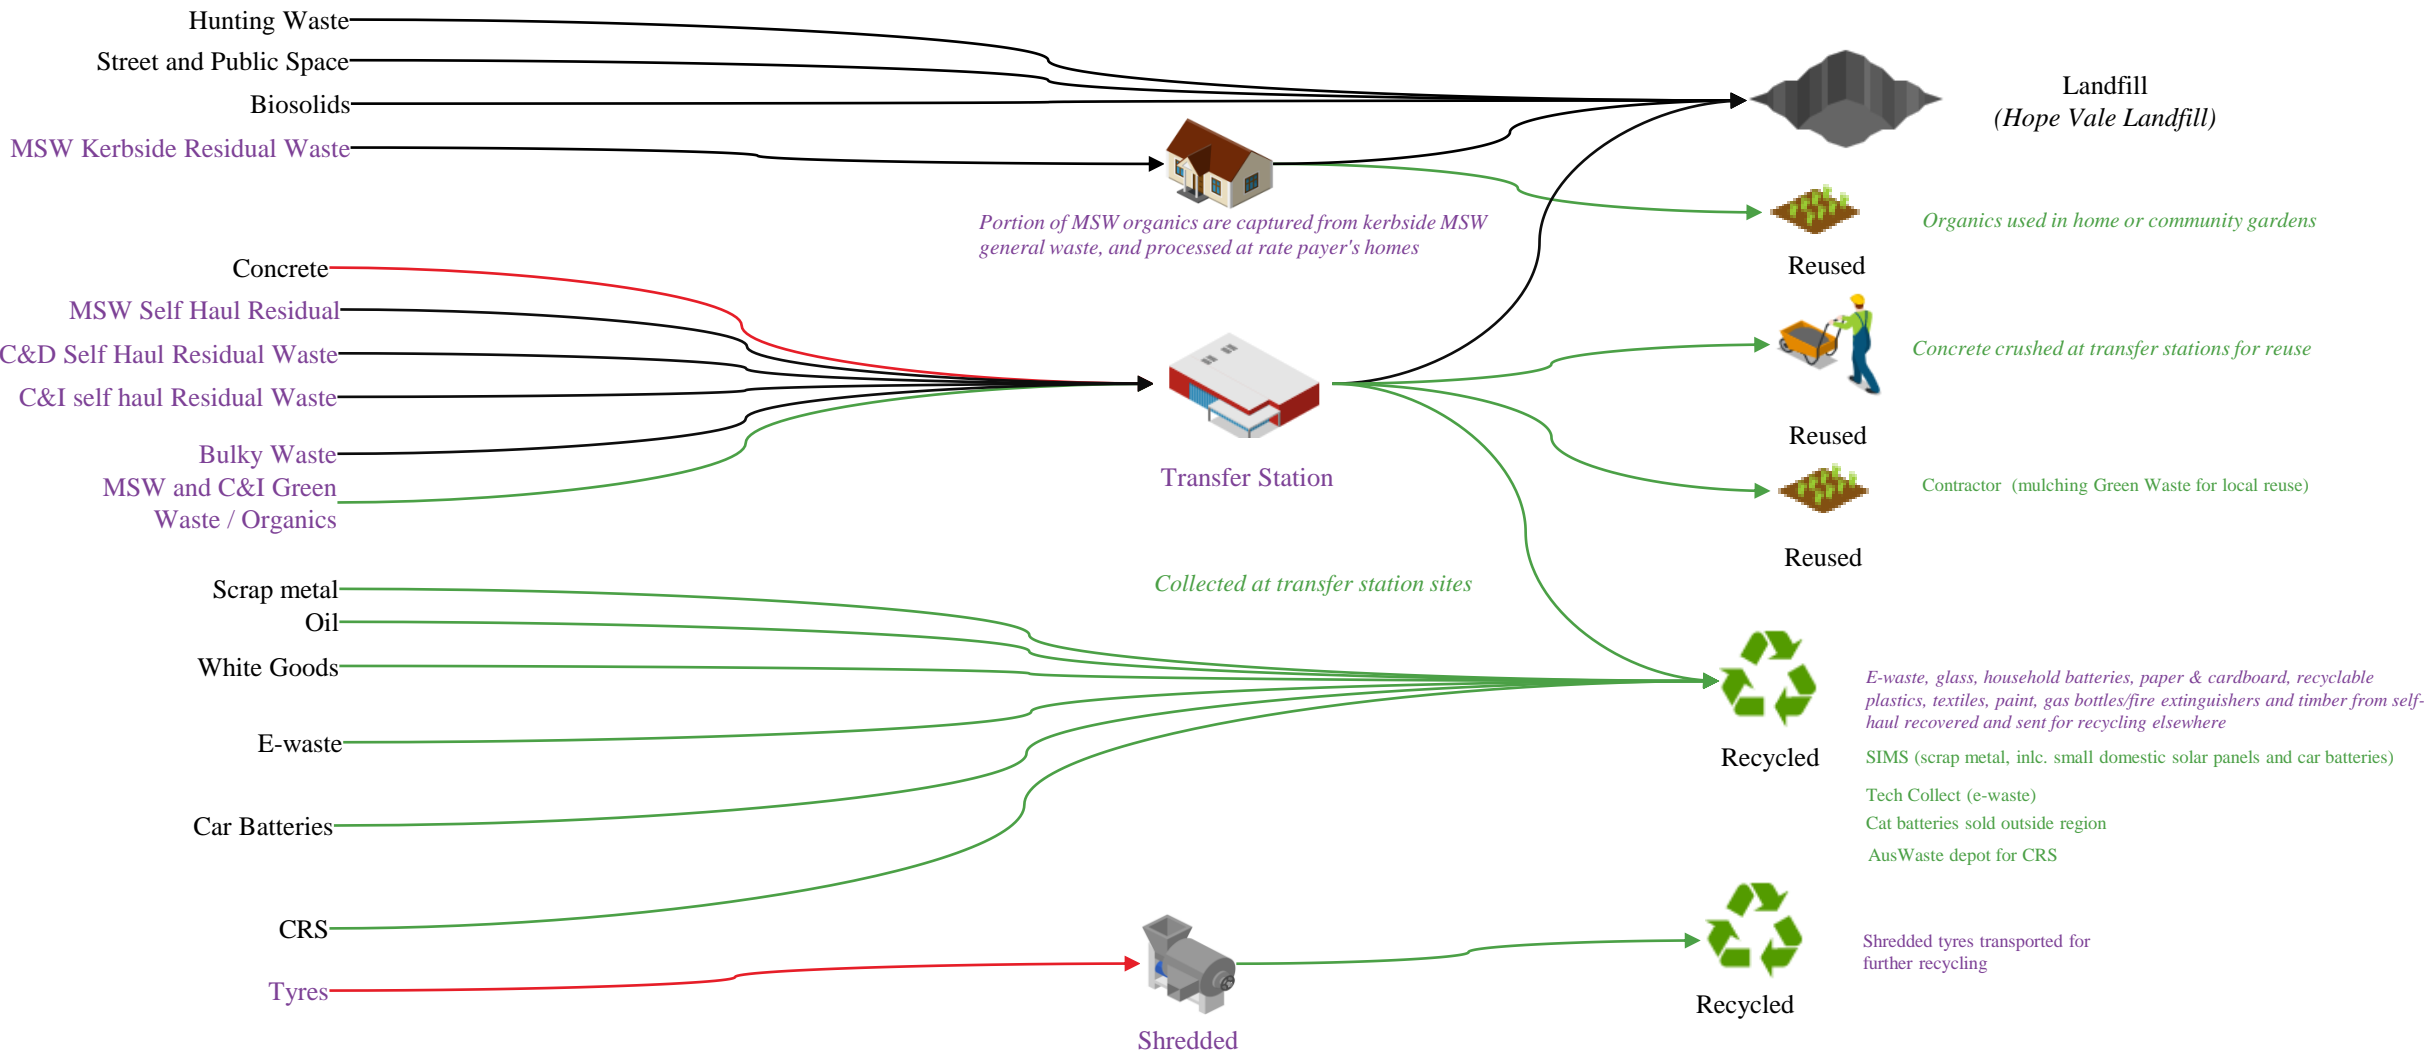 Hunting Waste
Street and Public Space
Biosolids
MSW Kerbside Residual Waste
Landfill
(Hope Vale Landfill)
Portion of MSW organics are captured from kerbside MSW
general waste, and processed at rate payer's homes
Organics used in home or community gardens
Reused
Concrete
MSW Self Haul Residual
C&D Self Haul Residual Waste
C&I self haul Residual Waste
Bulky Waste
MSW and C&I Green
Waste / Organics
Transfer Station
Concrete crushed at transfer stations for reuse
Reused
Contractor (mulching Green Waste for local reuse)
Reused
Collected at transfer station sites
Scrap metal
Oil
White Goods
E-waste
Car Batteries
CRS
Tyres
Shredded
E-waste, glass, household batteries, paper & cardboard, recyclable
plastics, textiles, paint, gas bottles/fire extinguishers and timber from self-
haul recovered and sent for recycling elsewhere
Recycled
SIMS (scrap metal, inlc. small domestic solar panels and car batteries)
Tech Collect (e-waste)
Cat batteries sold outside region
AusWaste depot for CRS
Shredded tyres transported for
further recycling
Recycled